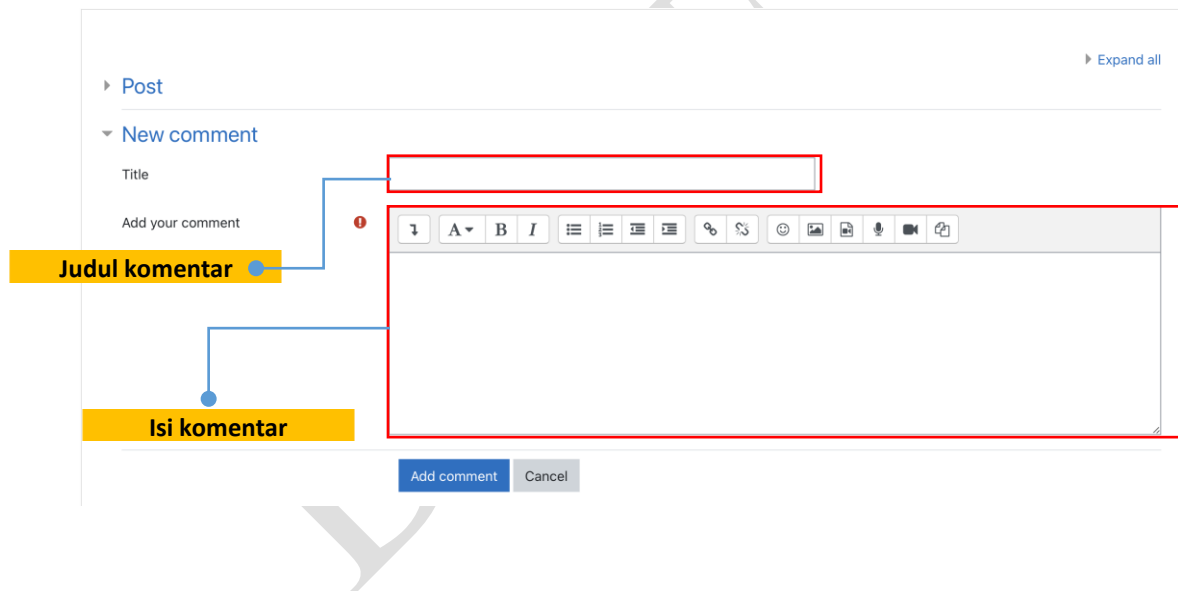 Expand all
Post
New comment
Title
Add your comment
A B I
Judul komentar
Isi komentar
Add comment Cancel